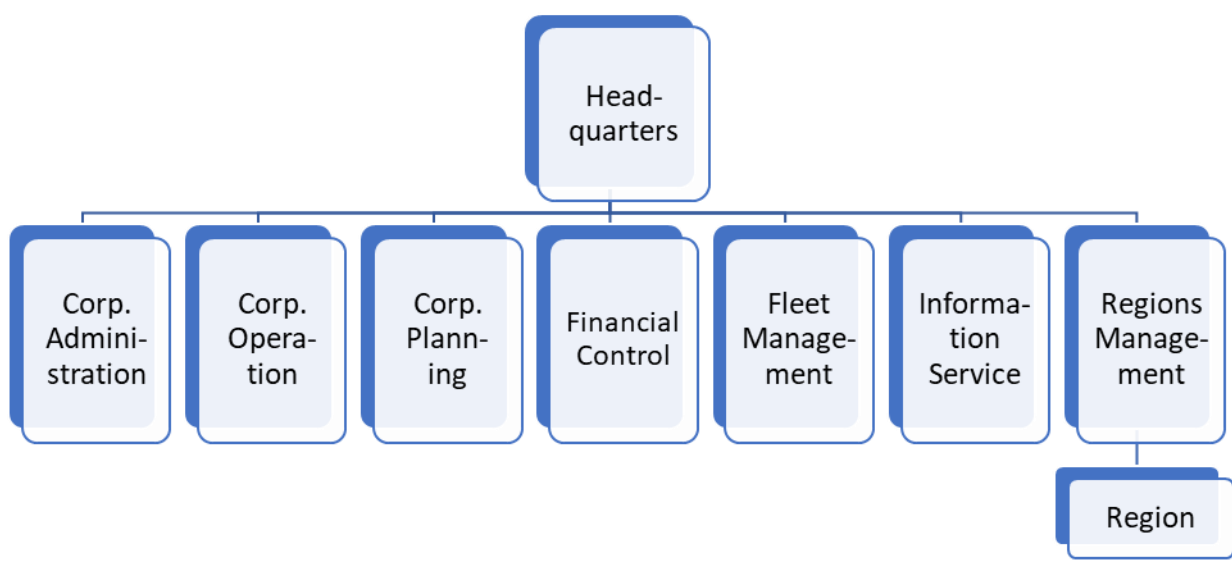 Head-
quarters
Corp.
Admini-
stration
Corp.
Opera-
tion
Corp.
Plann-
ing
Financial
Control
Fleet
Manage-
ment
Informa-
tion
Service
Regions
Manage-
ment
Region